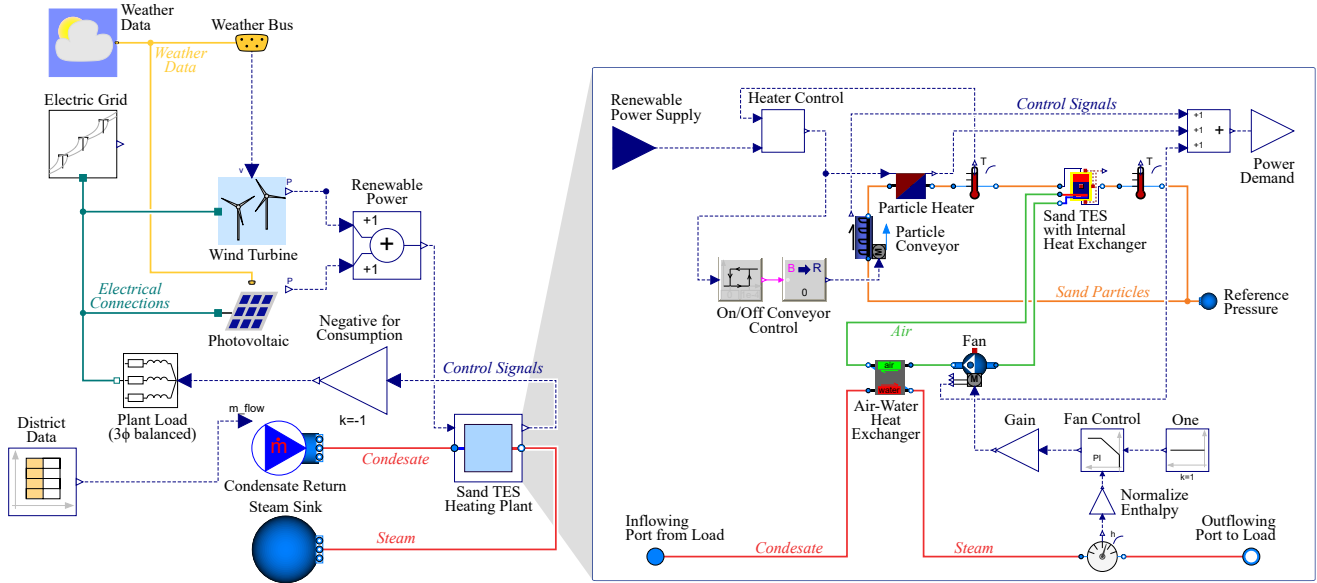 Weather
Data
Weather Bus
Weather
Data
Electric Grid
v
P
Wind Turbine
Renewable
Power
+1
+
+1
Electrical
Connections
P
Photovoltaic
Negative for
Consumption
Control Signals
Plant Load
(3ϕ balanced)
k=-1
District
Data
m_flow
ṁ
Condesate
Condensate Return
Sand TES
Heating Plant
Steam Sink
Steam
Renewable
Power Supply
Heater Control
Control Signals
+1
+1
+
+1
Power
Demand
T
T
Particle Heater
Sand TES
with Internal
Heat Exchanger
Particle
Conveyor
M
B
R
0
On/Off Conveyor
Control
Sand Particles
Reference
Pressure
Air
Fan
air
M
water
Air-Water
Heat
Exchanger
Gain
Fan Control
One
PI
k=1
Normalize
Enthalpy
h
Inflowing
Port from Load
Condesate
Steam
Outflowing
Port to Load